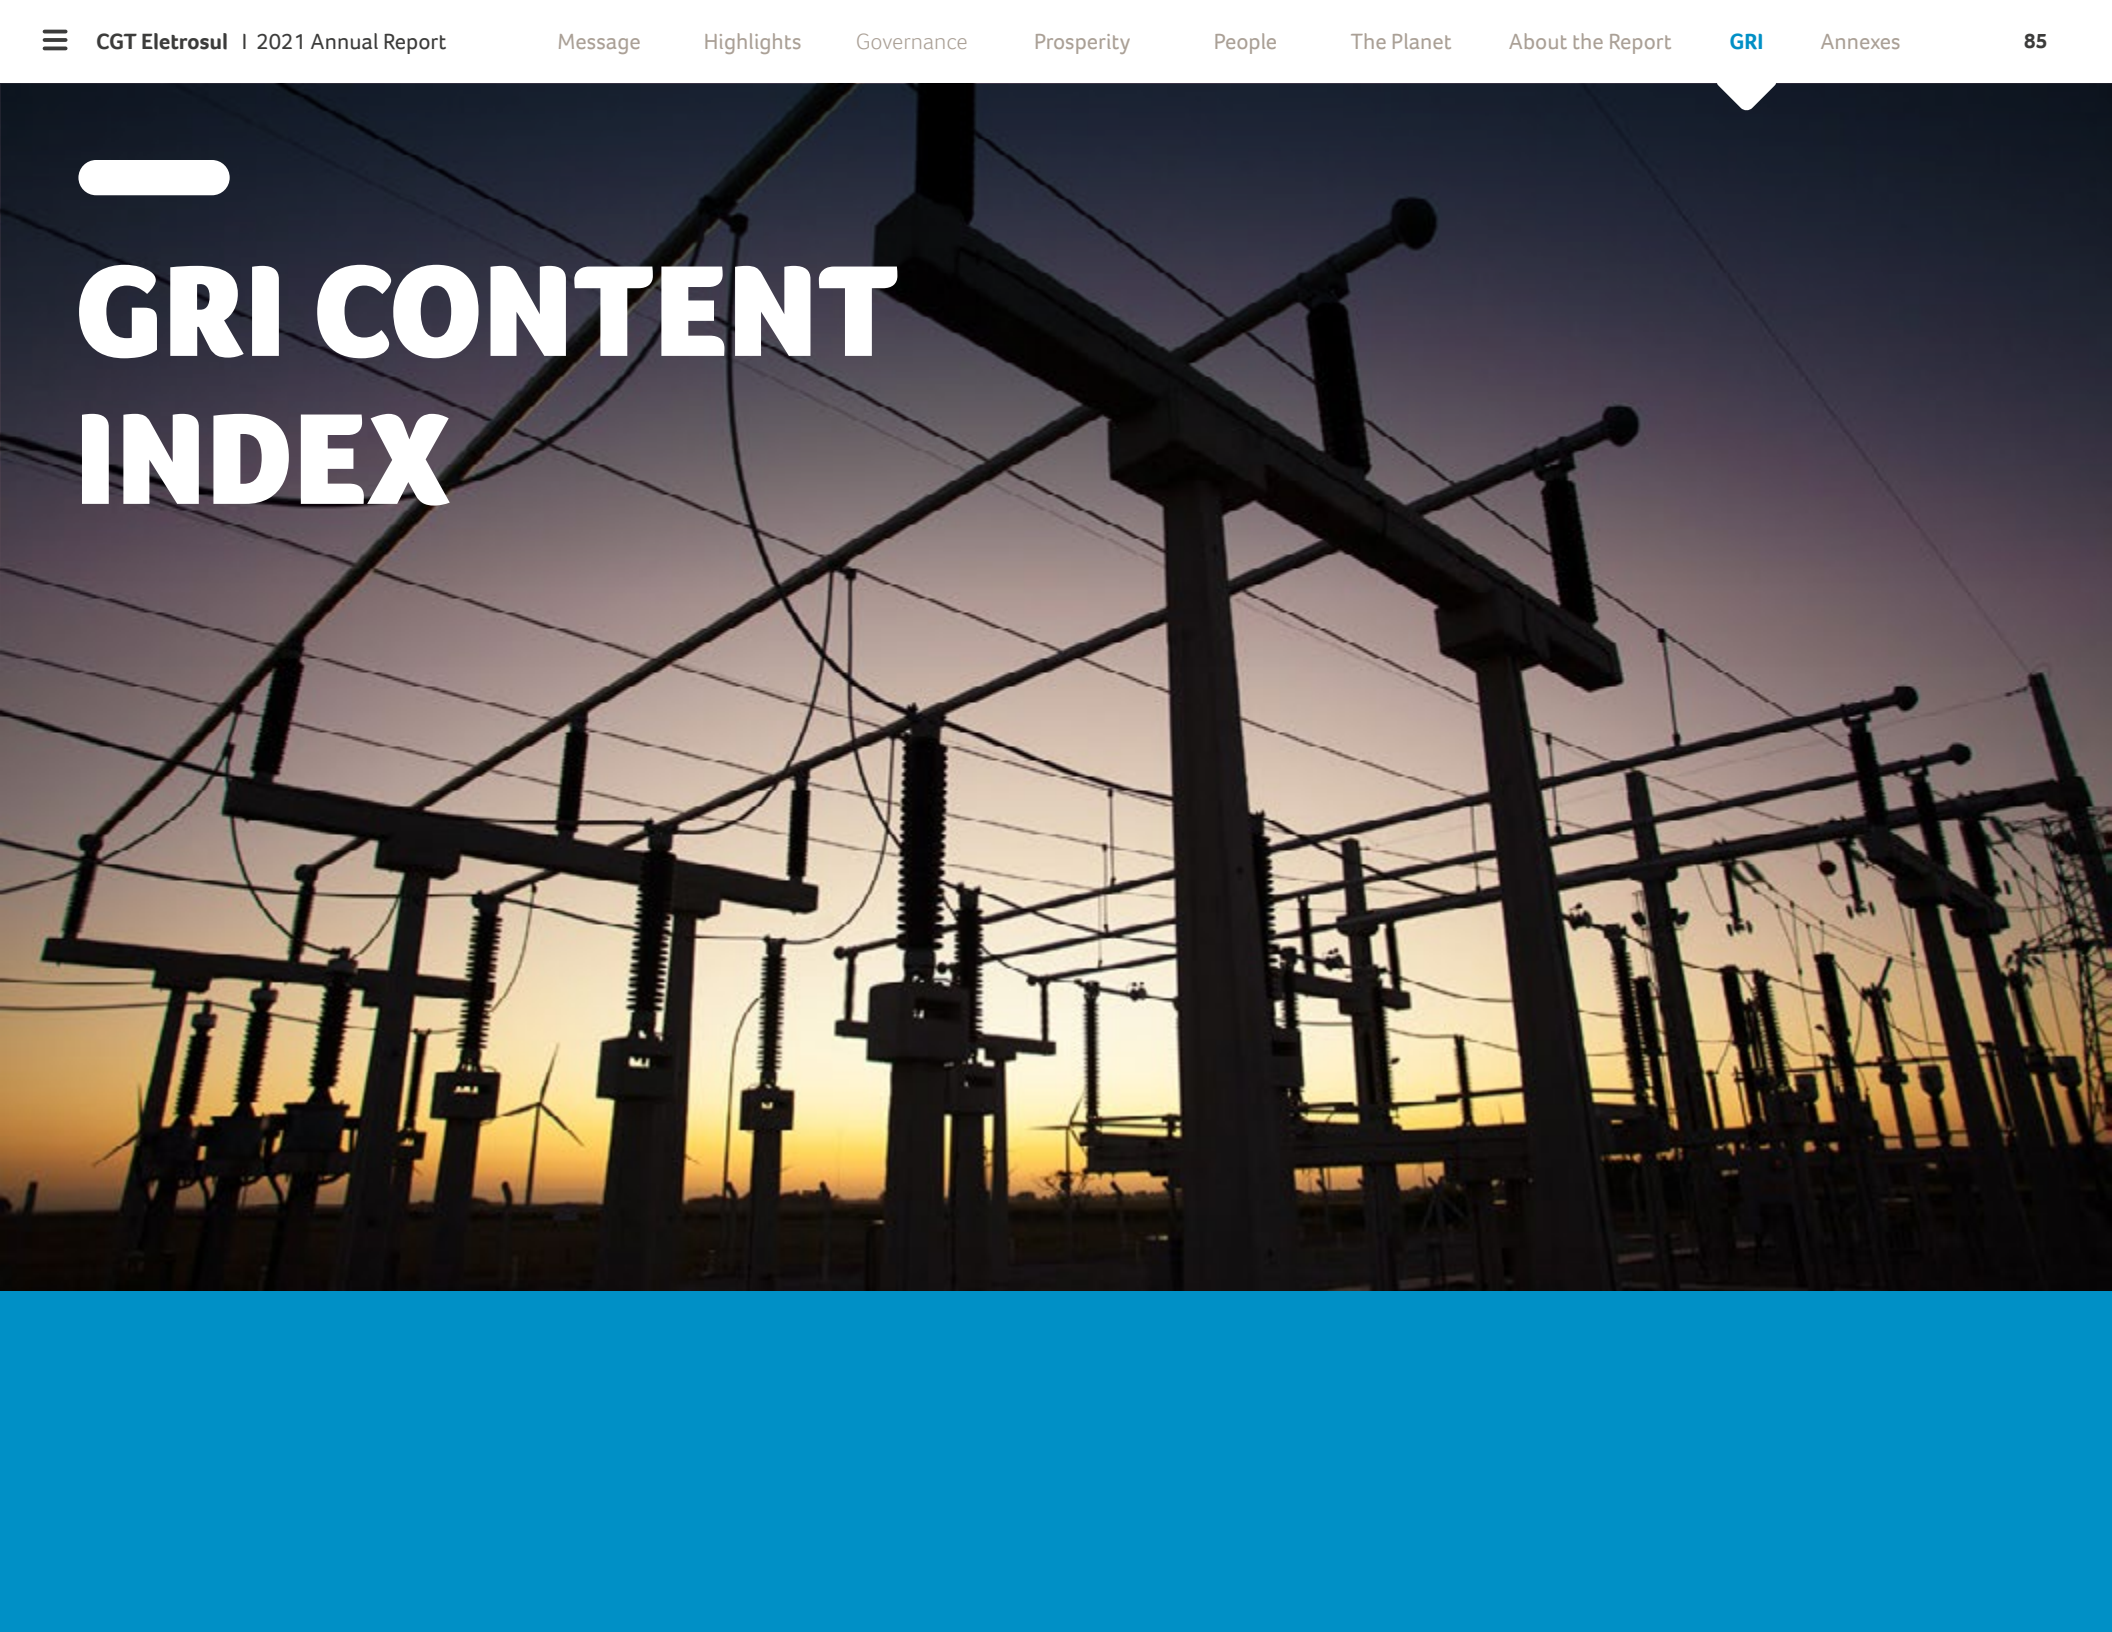 CGT Eletrosul | 2021 Annual Report Message Highlights Governance Prosperity People The Planet About the Report GRI Annexes 85
GRI CONTENT
INDEX